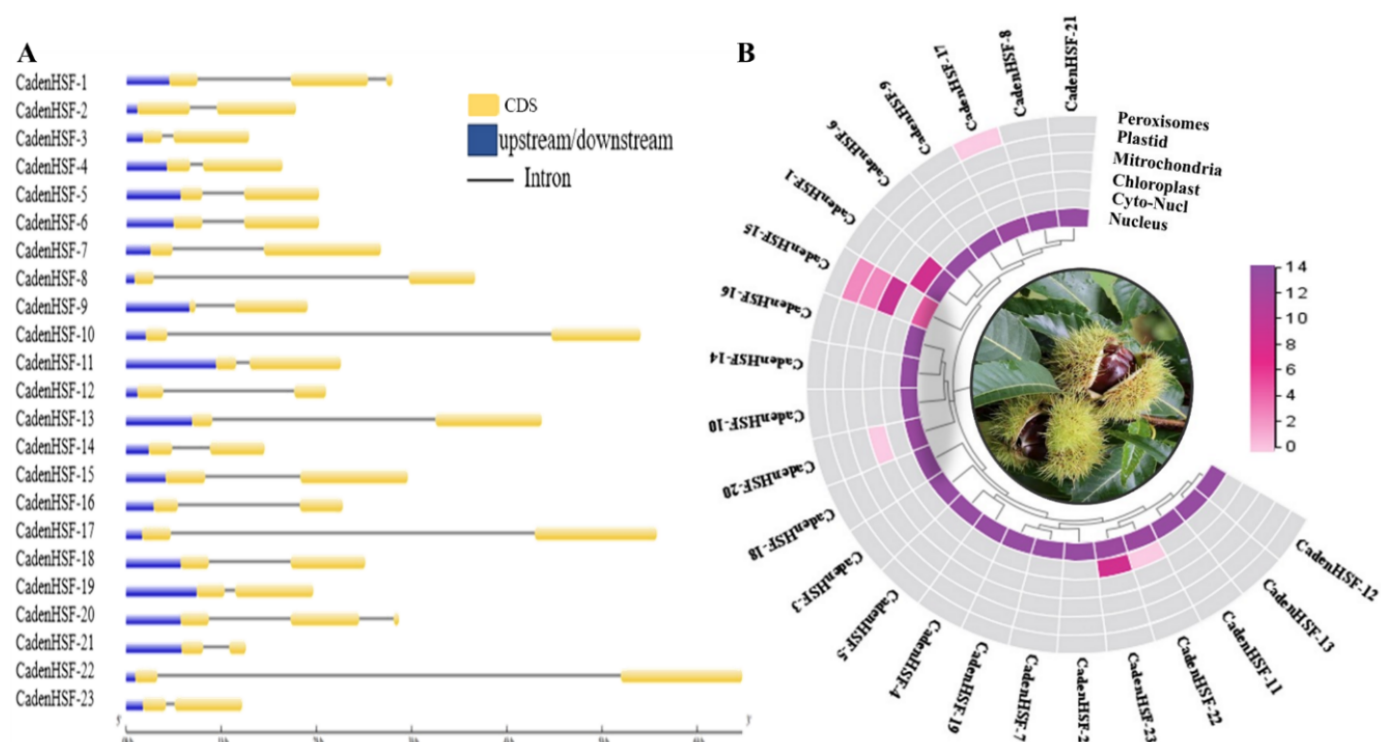 A
CadenHSF-1
CadenHSF-2
CadenHSF-3
CadenHSF-4
CadenHSF-5
CadenHSF-6
CadenHSF-7
CadenHSF-8
CadenHSF-9
CadenHSF-10
CadenHSF-11
CadenHSF-12
CadenHSF-13
CadenHSF-14
CadenHSF-15
CadenHSF-16
CadenHSF-17
CadenHSF-18
CadenHSF-19
CadenHSF-20
CadenHSF-21
CadenHSF-22
CadenHSF-23
CDS
upstream/downstream
Intron
B
CadenHSF-21
CadenHSF-8
CadenHSF-17
CadenHSF-9
CadenHSF-6
CadenHSF-1
CadenHSF-15
CadenHSF-16
CadenHSF-14
CadenHSF-10
CadenHSF-20
CadenHSF-18
CadenHSF-3
CadenHSF-5
CadenHSF-4
CadenHSF-19
CadenHSF-7
CadenHSF-2
CadenHSF-23
CadenHSF-22
CadenHSF-11
CadenHSF-13
CadenHSF-12
Peroxisomes
Plastid
Mitrochondria
Chloroplast
Cyto-Nucl
Nucleus
14
12
10
8
6
4
2
0